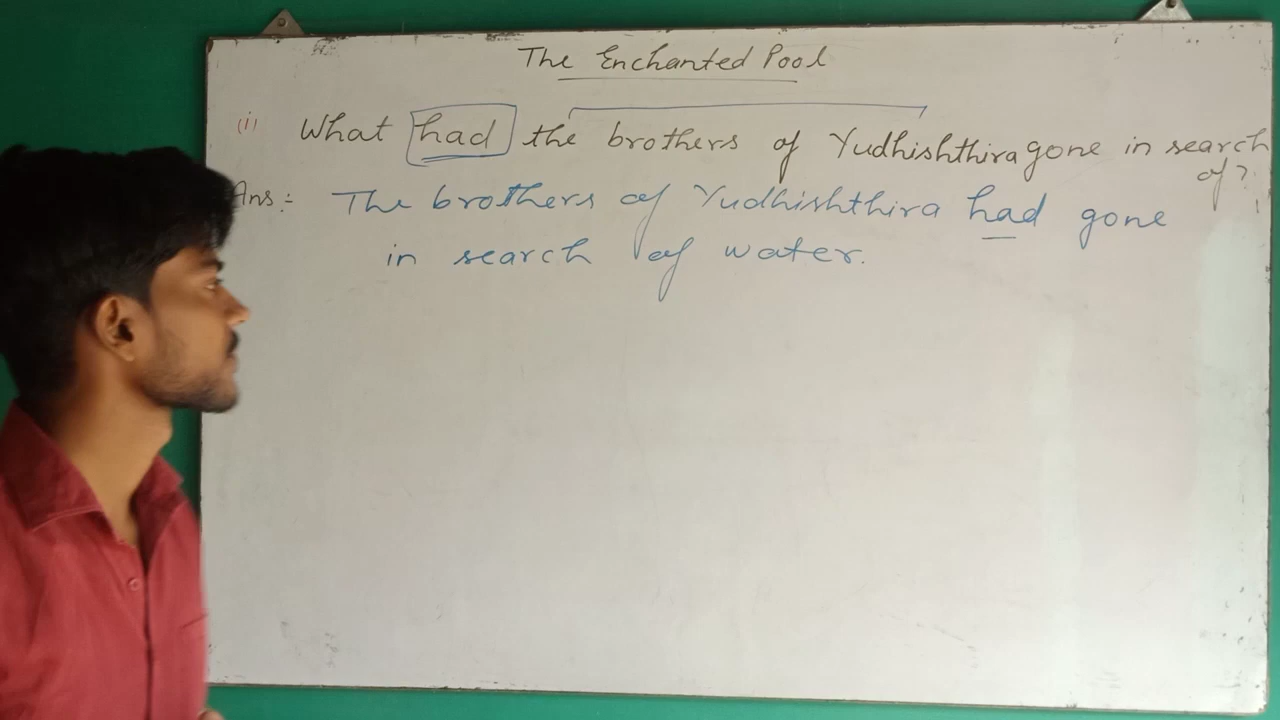 The Enchanted Pool
(i) What had the brothers of Yudhishthira gone in search
of?
Ans:- The brothers of Yudhishthira had gone
in search of water.